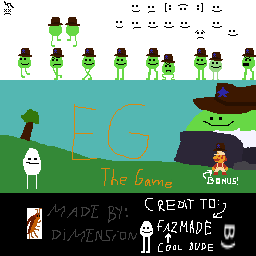 EG
The Game
BONUS!
MADE BY:
DIMENSION
CREDIT TO:
FAZMADE
COOL DUDE
B)